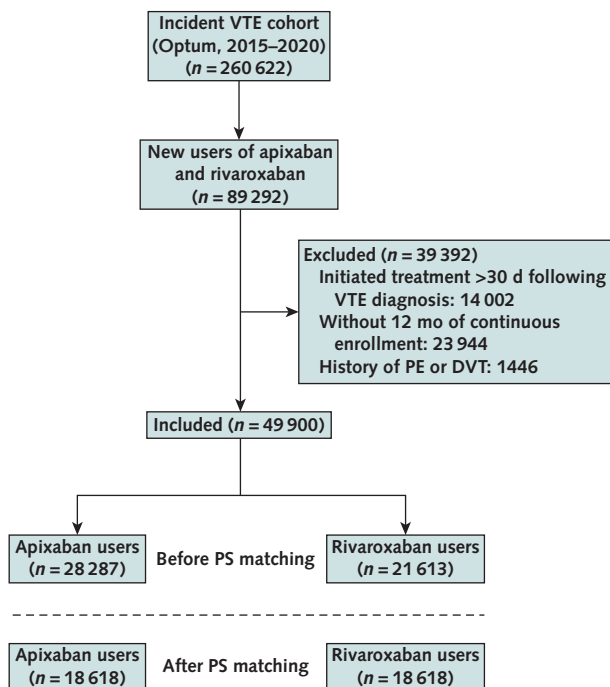 Incident VTE cohort
(Optum, 2015–2020)
(n = 260 622)
New users of apixaban
and rivaroxaban
(n = 89 292)
Excluded (n = 39 392)
Initiated treatment >30 d following
VTE diagnosis: 14 002
Without 12 mo of continuous
enrollment: 23 944
History of PE or DVT: 1446
Included (n = 49 900)
Apixaban users
(n = 28 287)
Before PS matching
Rivaroxaban users
(n = 21 613)
Apixaban users
(n = 18 618)
After PS matching
Rivaroxaban users
(n = 18 618)